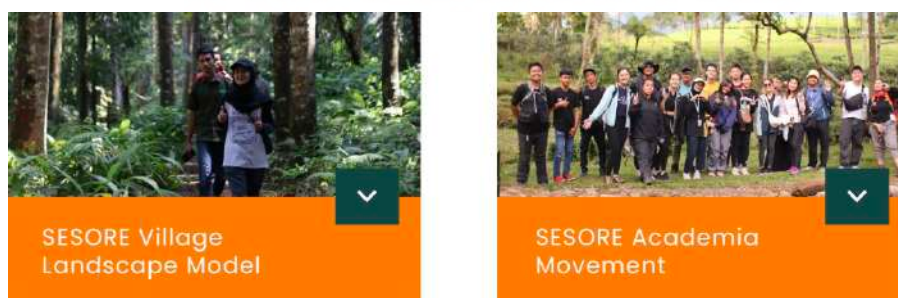 SESORE Village
Landscape Model
SESORE Academia
Movement